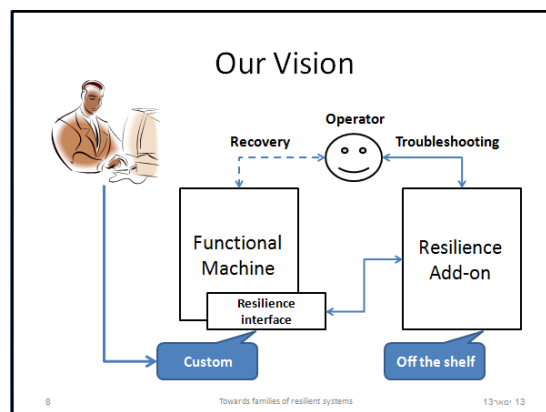 Our Vision
Operator
Recovery
Troubleshooting
Functional
Machine
Resilience
Add-on
Resilience
interface
Custom
Off the shelf
8
Towards families of resilient systems
13 ינואר 13